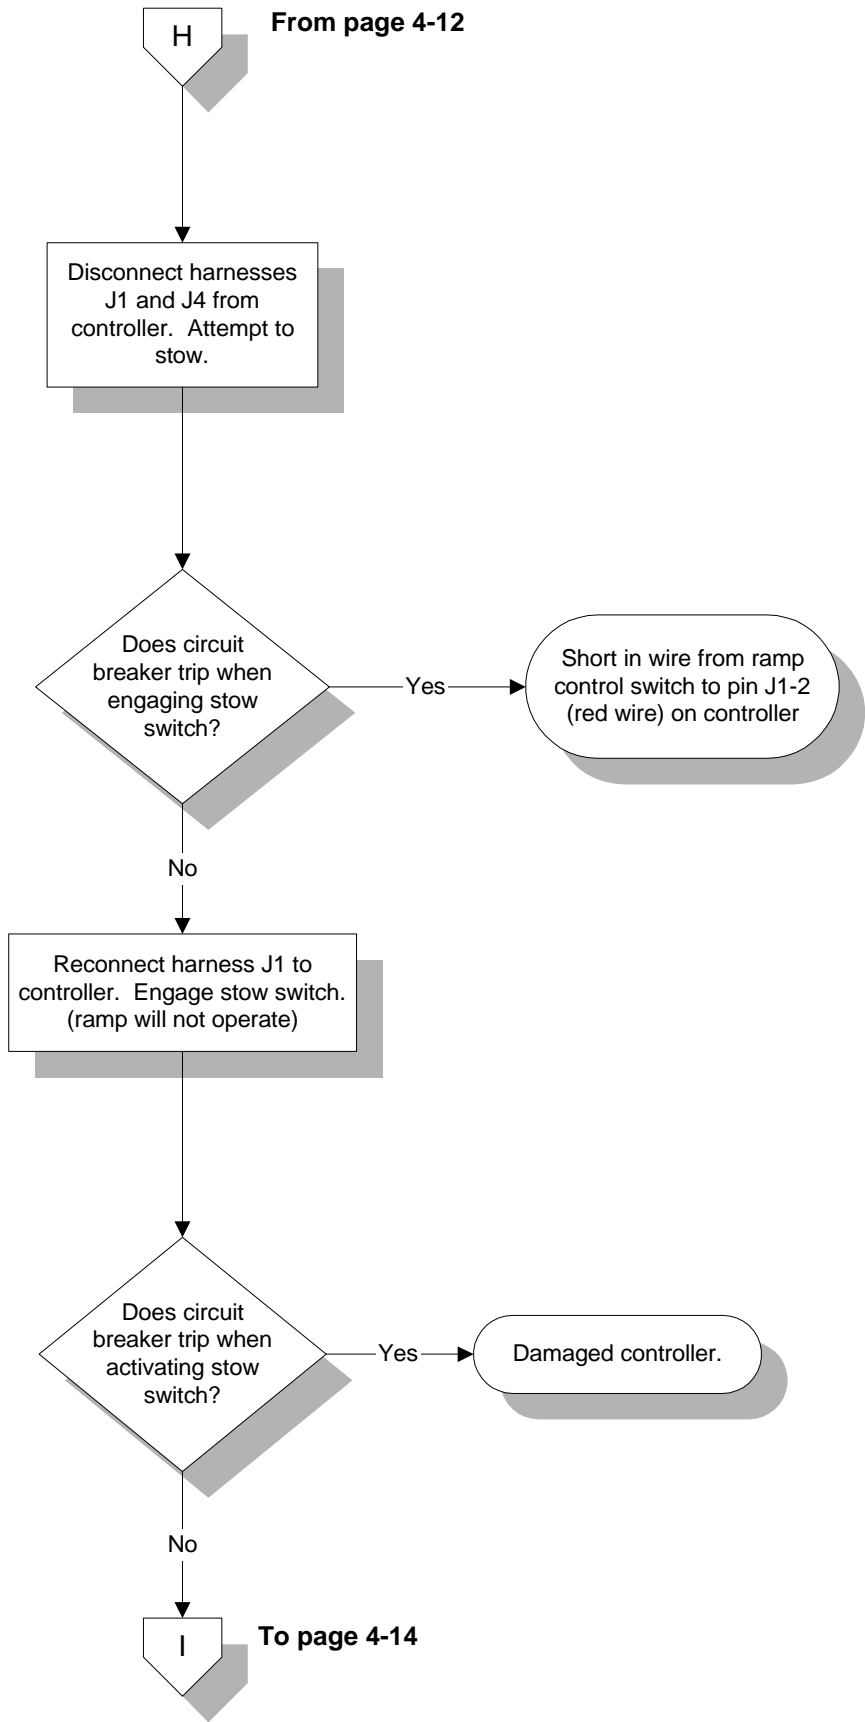 H
From page 4-12
Disconnect harnesses
J1 and J4 from
controller.  Attempt to
stow.
Does circuit
breaker trip when
engaging stow
switch?
Yes
Short in wire from ramp
control switch to pin J1-2
(red wire) on controller
No
Reconnect harness J1 to
controller.  Engage stow switch.
(ramp will not operate)
Does circuit
breaker trip when
activating stow
switch?
Yes
Damaged controller.
No
I
To page 4-14